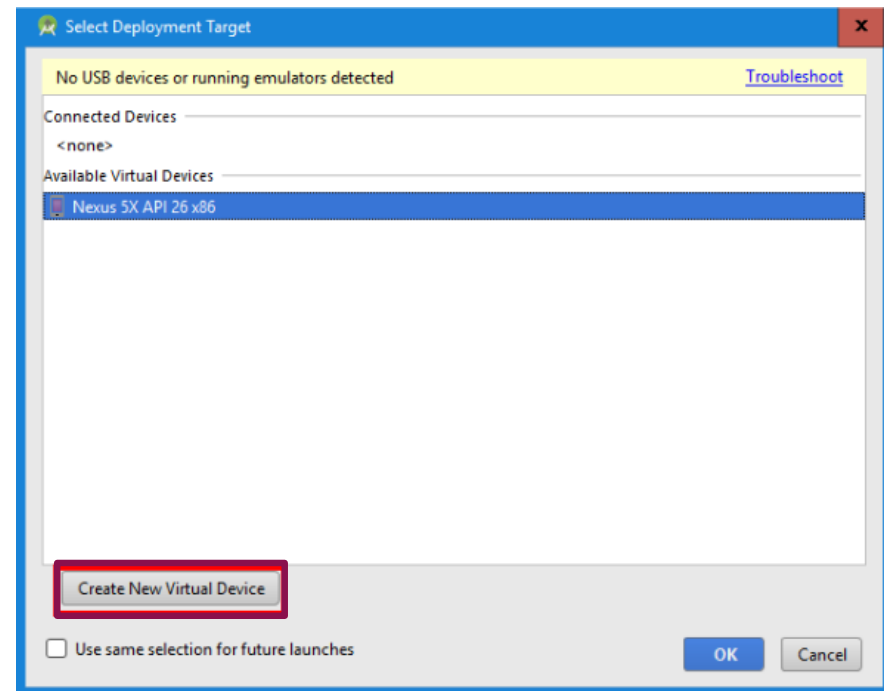 Select Deployment Target
x
No USB devices or running emulators detected Troubleshoot
Connected Devices
<none>
Available Virtual Devices
Nexus 5X API 26 x86
Create New Virtual Device
Use same selection for future launches
OK Cancel